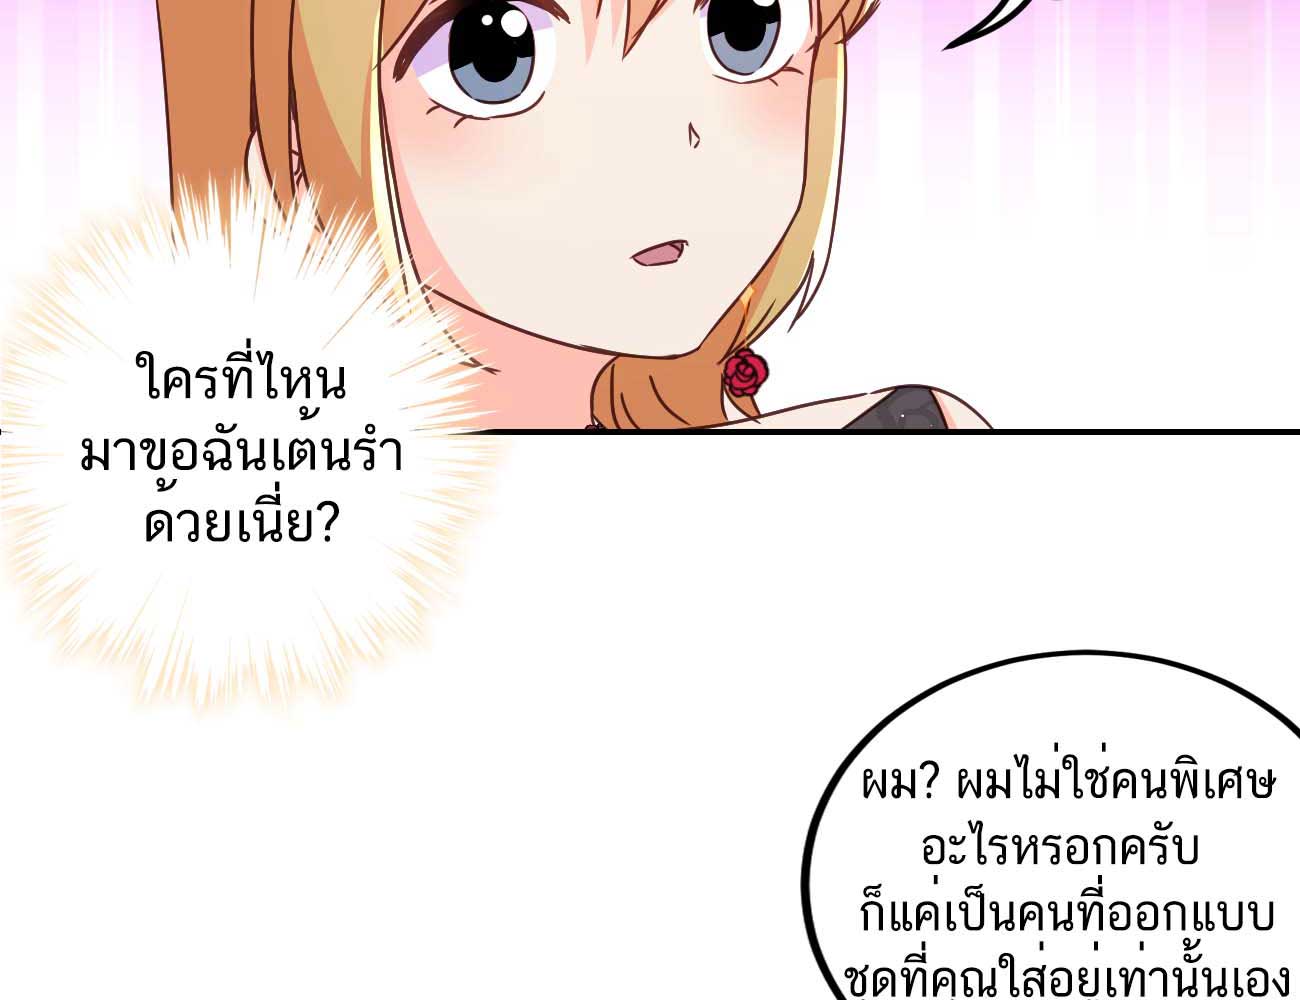 ใครที่ไหน
มาขอฉันเต้นรำ
ด้วยเนี่ย?
ผม? ผมไม่ใช่คนพิเศษ
อะไรหรอกครับ
ก็แค่เป็นคนที่ออกแบบ
ชุดที่คุณใส่อยู่เท่านั้นเอง